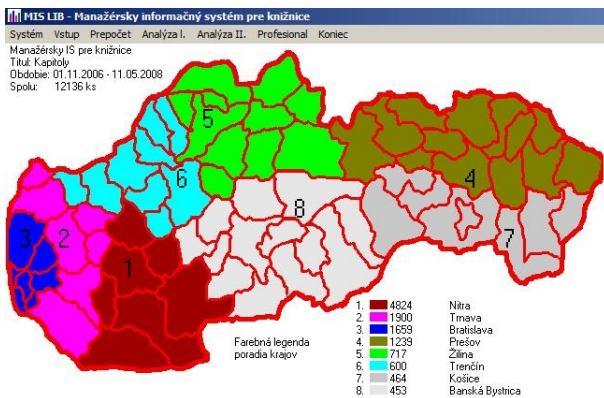 MIS LIB - Manažérsky informačný systém pre knižnice
Systém Vstup Prepočet Analýza I. Analýza II. Profesional Koniec
Manažérsky IS pre knižnice
Titul: Kapitoly
Obdobie: 01.11.2006 - 11.05.2008
Spolu: 12136 ks
5
4
6
8
3
2
7
1
Farebná legenda
poradia krajov
1. 4824 Nitra
2. 1900 Trnava
3. 1659 Bratislava
4. 1239 Prešov
5. 717 Žilina
6. 600 Trenčín
7. 464 Košice
8. 453 Banská Bystrica